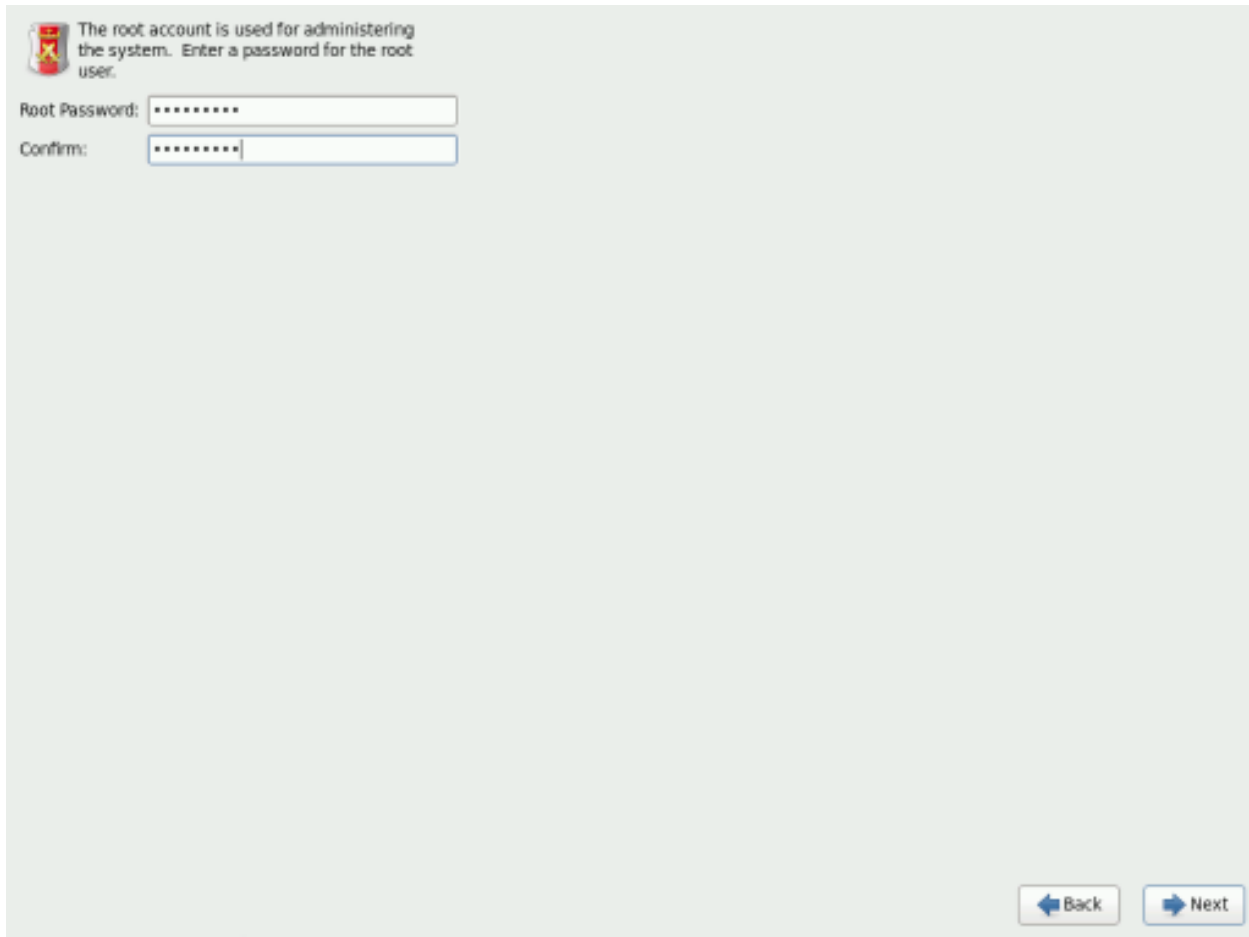 The root account is used for administering
the system.  Enter a password for the root
user.
Root Password: •••••••••
Confirm: •••••••••
Back
Next